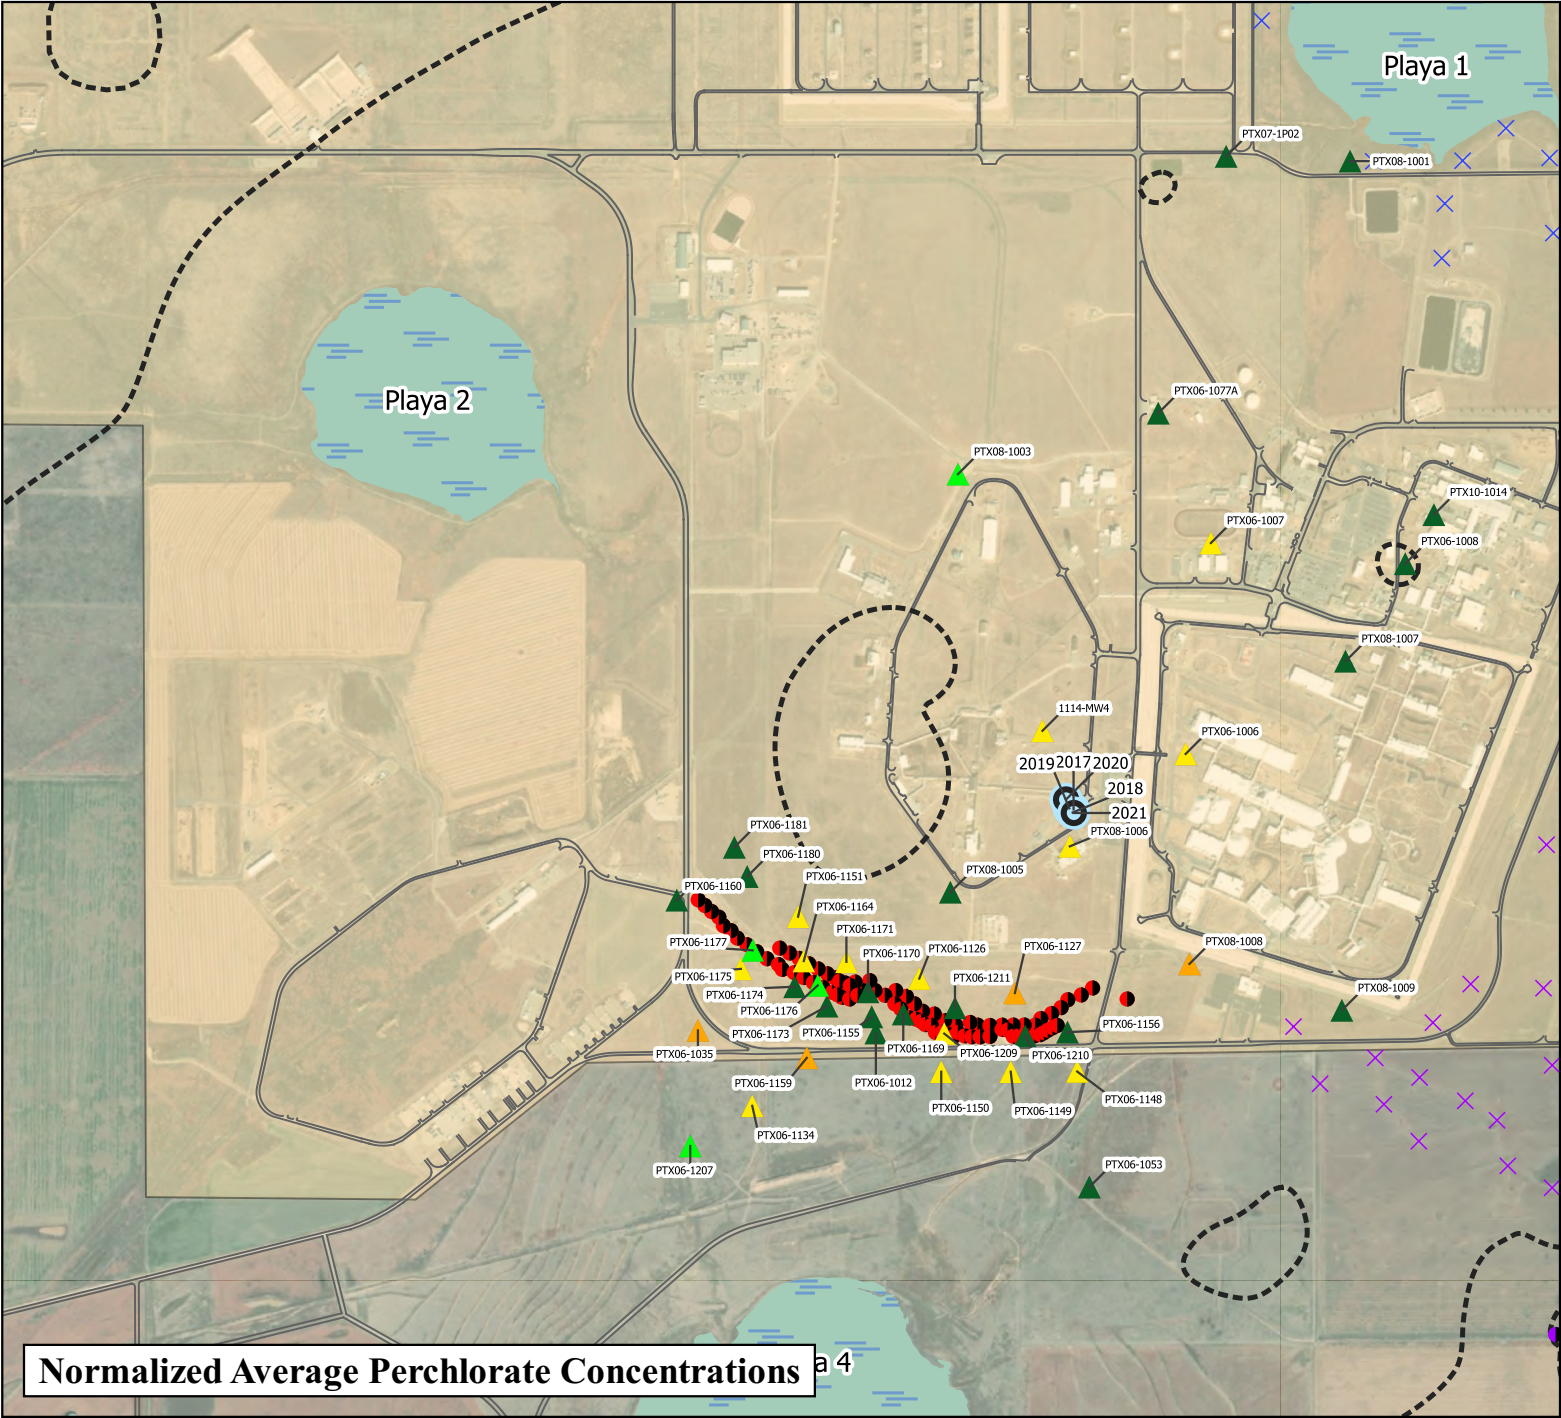 Playa 1
PTX07-1P02
PTX08-1001
Playa 2
PTX06-1077A
PTX08-1003
PTX10-1014
PTX06-1007
PTX06-1008
PTX08-1007
1114-MW4
PTX06-1006
2019
2017
2020
2018
2021
PTX06-1181
PTX08-1006
PTX06-1180
PTX08-1005
PTX06-1151
PTX06-1160
PTX06-1164
PTX06-1171
PTX06-1177
PTX06-1170
PTX06-1126
PTX06-1127
PTX08-1008
PTX06-1175
PTX06-1211
PTX08-1009
PTX06-1174
PTX06-1176
PTX06-1173
PTX06-1155
PTX06-1156
PTX06-1169
PTX06-1209
PTX06-1210
PTX06-1035
PTX06-1159
PTX06-1012
PTX06-1150
PTX06-1149
PTX06-1148
PTX06-1134
PTX06-1207
PTX06-1053
a 4
Normalized Average Perchlorate Concentrations